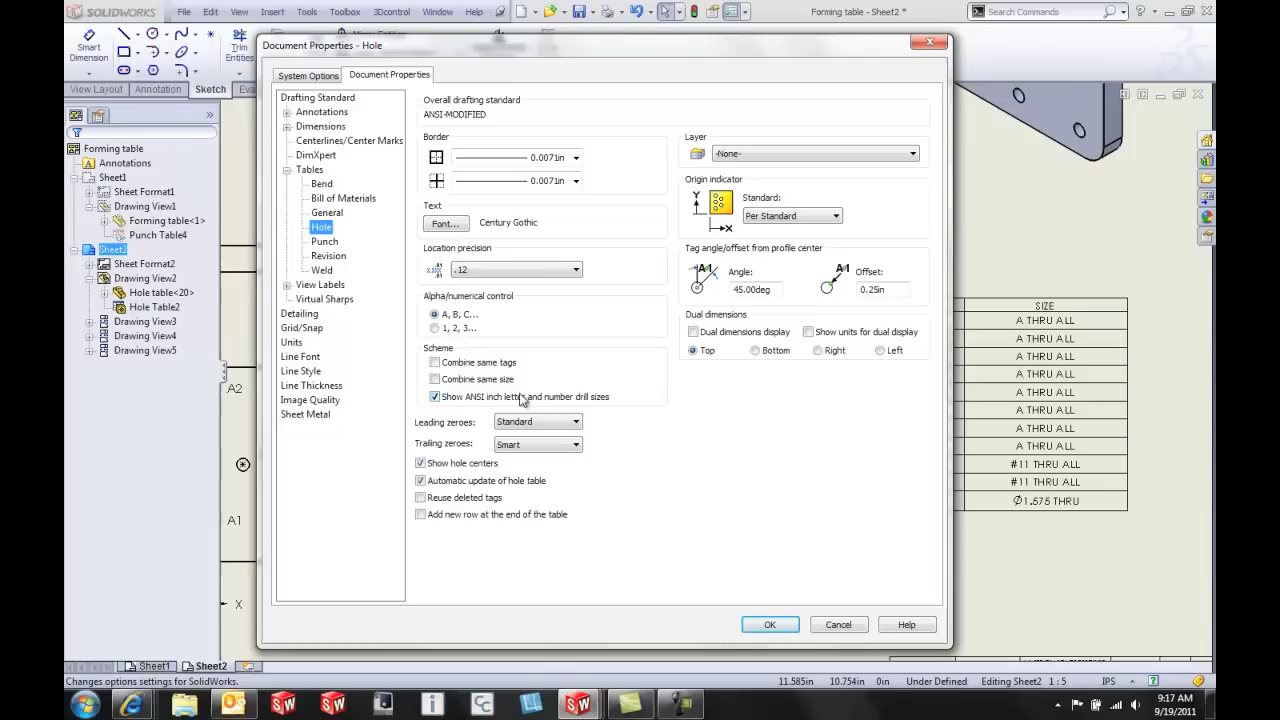 SOLIDWORKS File Edit View Insert Tools Toolbox 3Dcontrol Window Help Forming table - Sheet2 * Search Commands
Smart Dimension
Trim Entities
View Layout Annotation Sketch
Document Properties - Hole
System Options Document Properties
Forming table
Annotations
Sheet1
Sheet Format1
Drawing View1
Forming table<1>
Punch Table4
Sheet2
Sheet Format2
Drawing View2
Hole table<20>
Hole Table2
Drawing View3
Drawing View4
Drawing View5
Drafting Standard
Annotations
Dimensions
Centerlines/Center Marks
DimXpert
Tables
Bend
Bill of Materials
General
Hole
Punch
Revision
Weld
View Labels
Virtual Sharps
Detailing
Grid/Snap
Units
Line Font
Line Style
Line Thickness
Image Quality
Sheet Metal
Overall drafting standard
ANSI-MODIFIED
Border
0.0071in
0.0071in
Text
Font... Century Gothic
Location precision
.12
Alpha/numerical control
A, B, C...
1, 2, 3...
Scheme
Combine same tags
Combine same size
Show ANSI inch letter and number drill sizes
Leading zeroes: Standard
Trailing zeroes: Smart
Show hole centers
Automatic update of hole table
Reuse deleted tags
Add new row at the end of the table
Layer
-None-
Origin indicator
Y
X
Standard:
Per Standard
Tag angle/offset from profile center
Angle:
45.00deg
Offset:
0.25in
Dual dimensions
Dual dimensions display Show units for dual display
Top Bottom Right Left
OK Cancel Help
A2
A1
X
SIZE
A THRU ALL
A THRU ALL
A THRU ALL
A THRU ALL
A THRU ALL
A THRU ALL
A THRU ALL
A THRU ALL
#11 THRU ALL
#11 THRU ALL
Ø1.575 THRU
Sheet1 Sheet2
Changes options settings for SolidWorks. 11.585in 10.754in 0in Under Defined Editing Sheet2 1 : 5 IPS
9:17 AM
9/19/2011